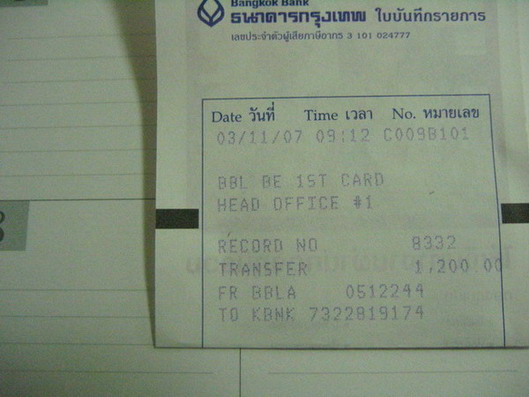 Bangkok Bank
ธนาคารกรุงเทพ ใบบันทึกรายการ
เลขประจำตัวผู้เสียภาษีอากร 3 101 024777
Date วันที่ Time เวลา No. หมายเลข
03/11/07 09:12 C009B101
BBL BE 1ST CARD
HEAD OFFICE #1
RECORD NO 8332
TRANSFER 1,200.00
FR BBLA 0512244
TO KBNK 7322819174